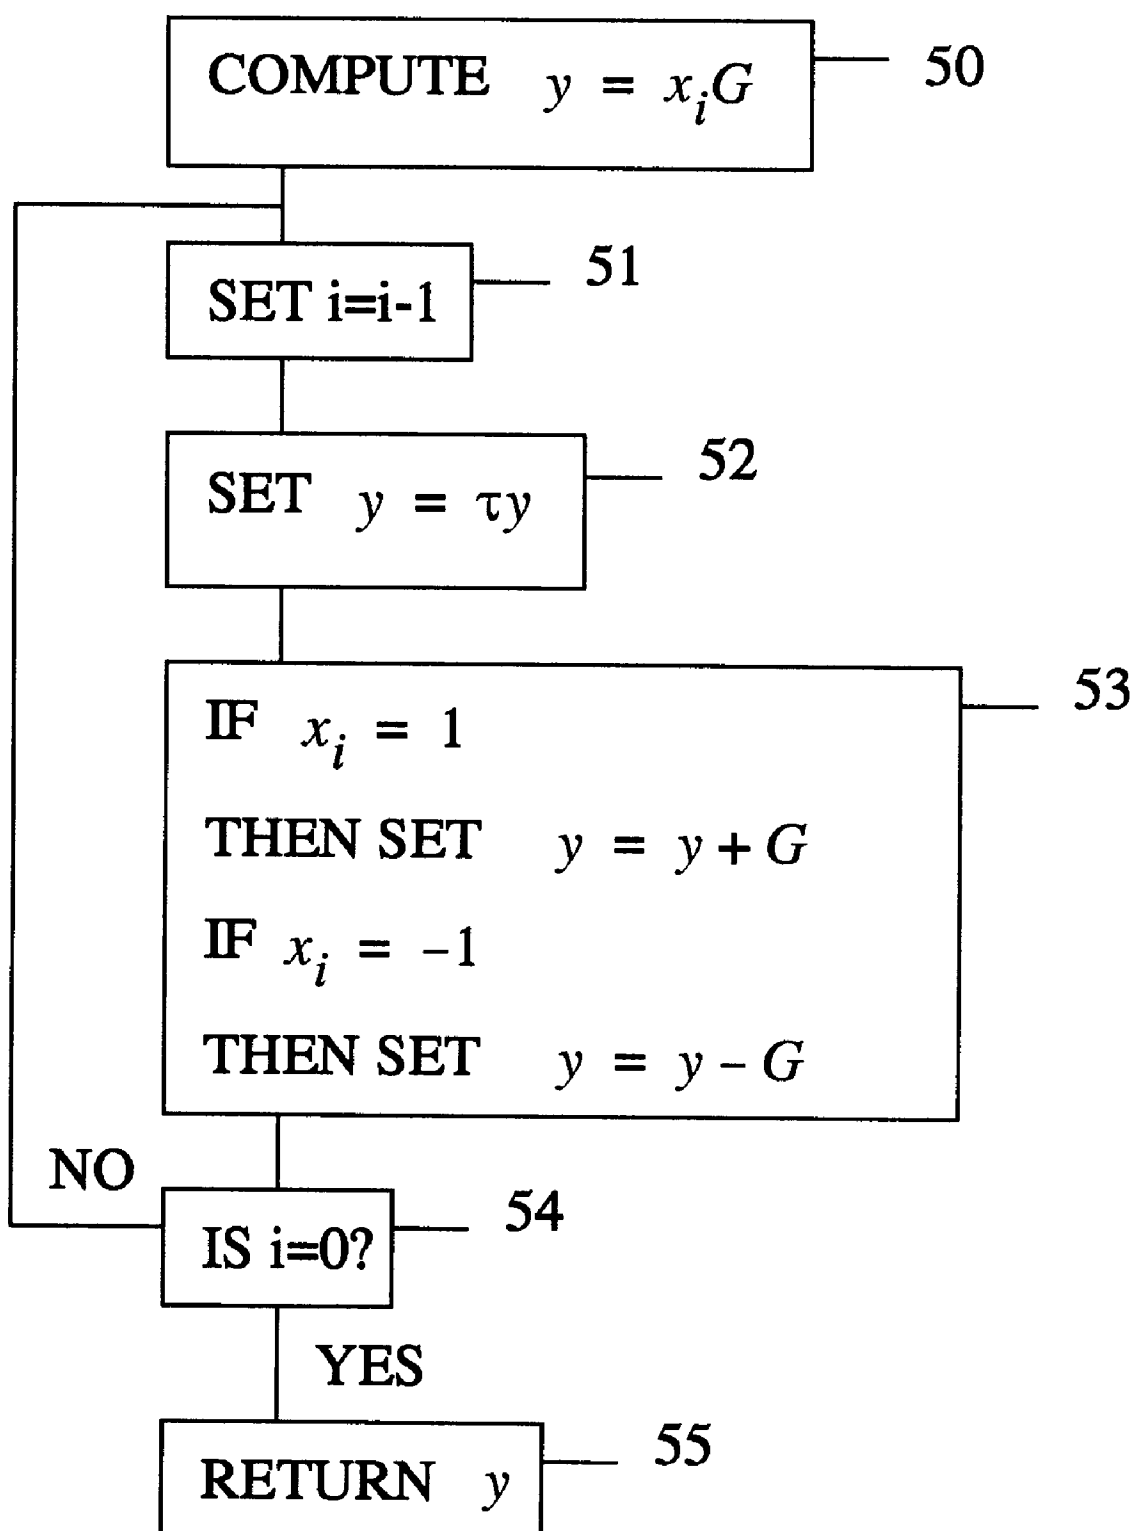 COMPUTE y = x_i G 50
SET i=i-1 51
SET y = τy 52
53
IF x_i = 1
THEN SET y = y + G
IF x_i = −1
THEN SET y = y − G
NO
IS i=0? 54
YES
RETURN y 55